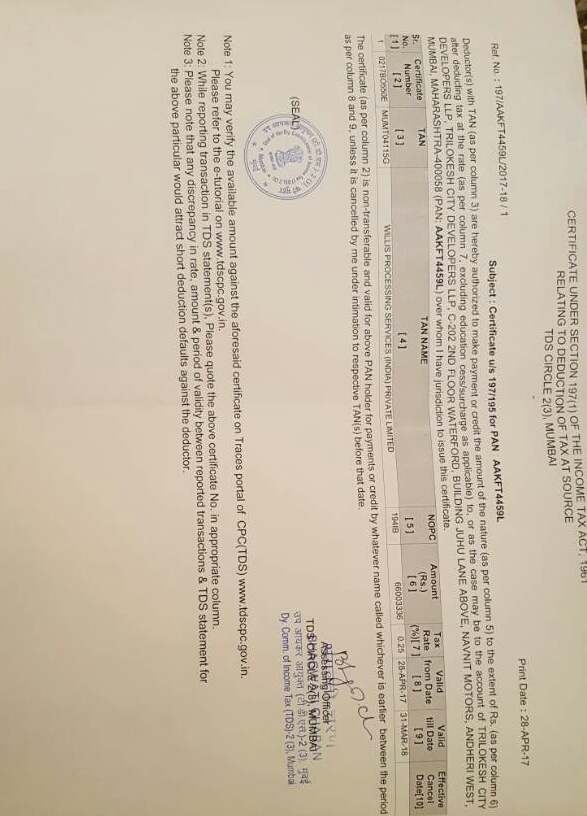 CERTIFICATE UNDER SECTION 197(1) OF THE INCOME TAX ACT, 1961
RELATING TO DEDUCTION OF TAX AT SOURCE
TDS CIRCLE 2(3), MUMBAI
Print Date : 28-APR-17
Ref. No. : 197/AAKFT4459L/2017-18 / 1
Subject : Certificate u/s 197/195 for PAN AAKFT4459L
Deductor(s) with TAN (as per column 3) are hereby authorized to make payment or credit the amount of the nature (as per column 5) to the extent of Rs. (as per column 6)
after deducting tax at the rate (as per column 7, excluding education cess/surcharge as applicable) to, or as the case may be to the account of TRILOKESH CITY
DEVELOPERS LLP, TRILOKESH CITY DEVELOPERS LLP, C-202 2ND FLOOR WATERFORD, BUILDING JUHU LANE ABOVE, NAVNIT MOTORS, ANDHERI WEST,
MUMBAI, MAHARASHTRA-400058 (PAN: AAKFT4459L) over whom I have jurisdiction to issue this certificate.
Sr. No. [1] Certificate Number [2] TAN [3] TAN NAME [4] NOPC [5] Amount (Rs.) [6] Tax Rate (%)[7] Valid from Date [8] Valid till Date [9] Effective Cancel Date[10]
1 0217BO550E MUMT04115G WILLIS PROCESSING SERVICES (INDIA) PRIVATE LIMITED 194IB 66003336 0.25 28-APR-17 31-MAR-18
The certificate (as per column 2) is non-transferable and valid for above PAN holder for payments or credit by whatever name called whichever is earlier between the period
as per column 8 and 9, unless it is cancelled by me under intimation to respective TAN(s) before that date.
(SEAL)
Assessing Officer
TDS CIRCLE 2(3), MUMBAI
BHAGWATI CHARAN
उप आयकर आयुक्त (टी.डी.एस.)-2 (3), मुंबई
Dy. Comm. of Income Tax (TDS)-2 (3), Mumbai
Note 1: You may verify the available amount against the aforesaid certificate on Traces portal of CPC(TDS) www.tdscpc.gov.in.
Please refer to the e-tutorial on www.tdscpc.gov.in.
Note 2: While reporting transaction in TDS statement(s), Please quote the above certificate No. in appropriate column.
Note 3: Please note that any discrepancy in rate, amount & period of validity between reported transactions & TDS statement for
the above particular would attract short deduction defaults against the deductor.